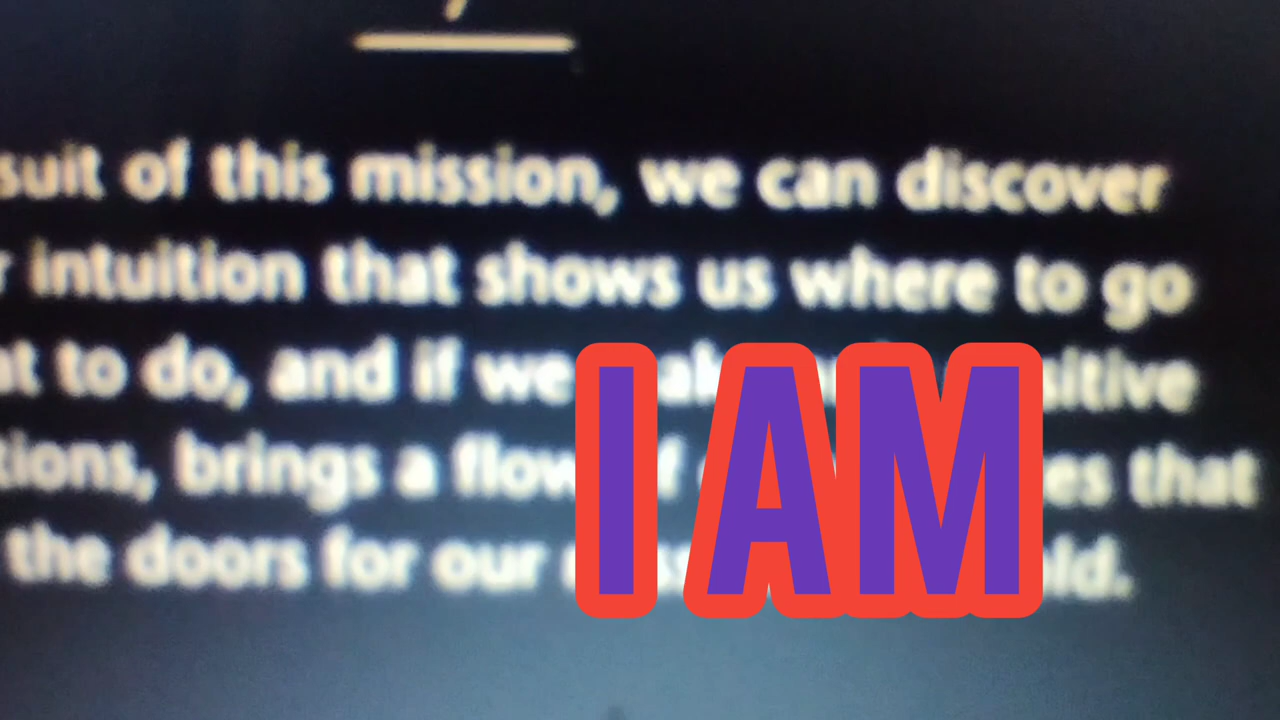 suit of this mission, we can discover
intuition that shows us where to go
to do, and if we
brings a flow
that
the doors for our
I AM